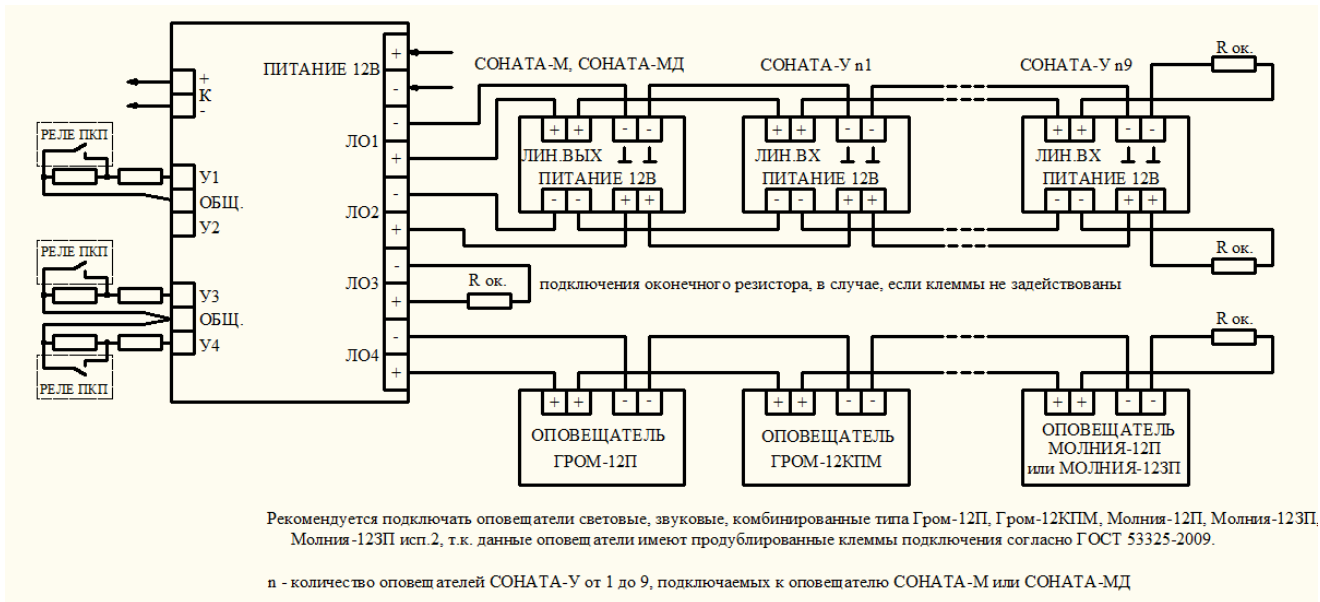 ПИТАНИЕ 12В
+
-
СОНАТА-М, СОНАТА-МД
СОНАТА-У n1
СОНАТА-У n9
R ок.
+
К
-
-
ЛО1
+
+ + - -
+ + - -
+ + - -
ЛИН.ВЫХ
ЛИН.ВХ
ЛИН.ВХ
РЕЛЕ ПКП
У1
ОБЩ.
У2
ПИТАНИЕ 12В
ПИТАНИЕ 12В
ПИТАНИЕ 12В
- - + +
- - + +
- - + +
-
ЛО2
+
R ок.
РЕЛЕ ПКП
У3
ОБЩ.
У4
РЕЛЕ ПКП
-
ЛО3
+
R ок.
подключения оконечного резистора, в случае, если клеммы не задействованы
-
ЛО4
+
R ок.
+ + - -
+ + - -
+ + - -
ОПОВЕЩАТЕЛЬ
ГРОМ-12П
ОПОВЕЩАТЕЛЬ
ГРОМ-12КПМ
ОПОВЕЩАТЕЛЬ
МОЛНИЯ-12П
или МОЛНИЯ-12ЗП
Рекомендуется подключать оповещатели световые, звуковые, комбинированные типа Гром-12П, Гром-12КПМ, Молния-12П, Молния-12ЗП,
Молния-12ЗП исп.2, т.к. данные оповещатели имеют продублированные клеммы подключения согласно ГОСТ 53325-2009.
n - количество оповещателей СОНАТА-У от 1 до 9, подключаемых к оповещателю СОНАТА-М или СОНАТА-МД